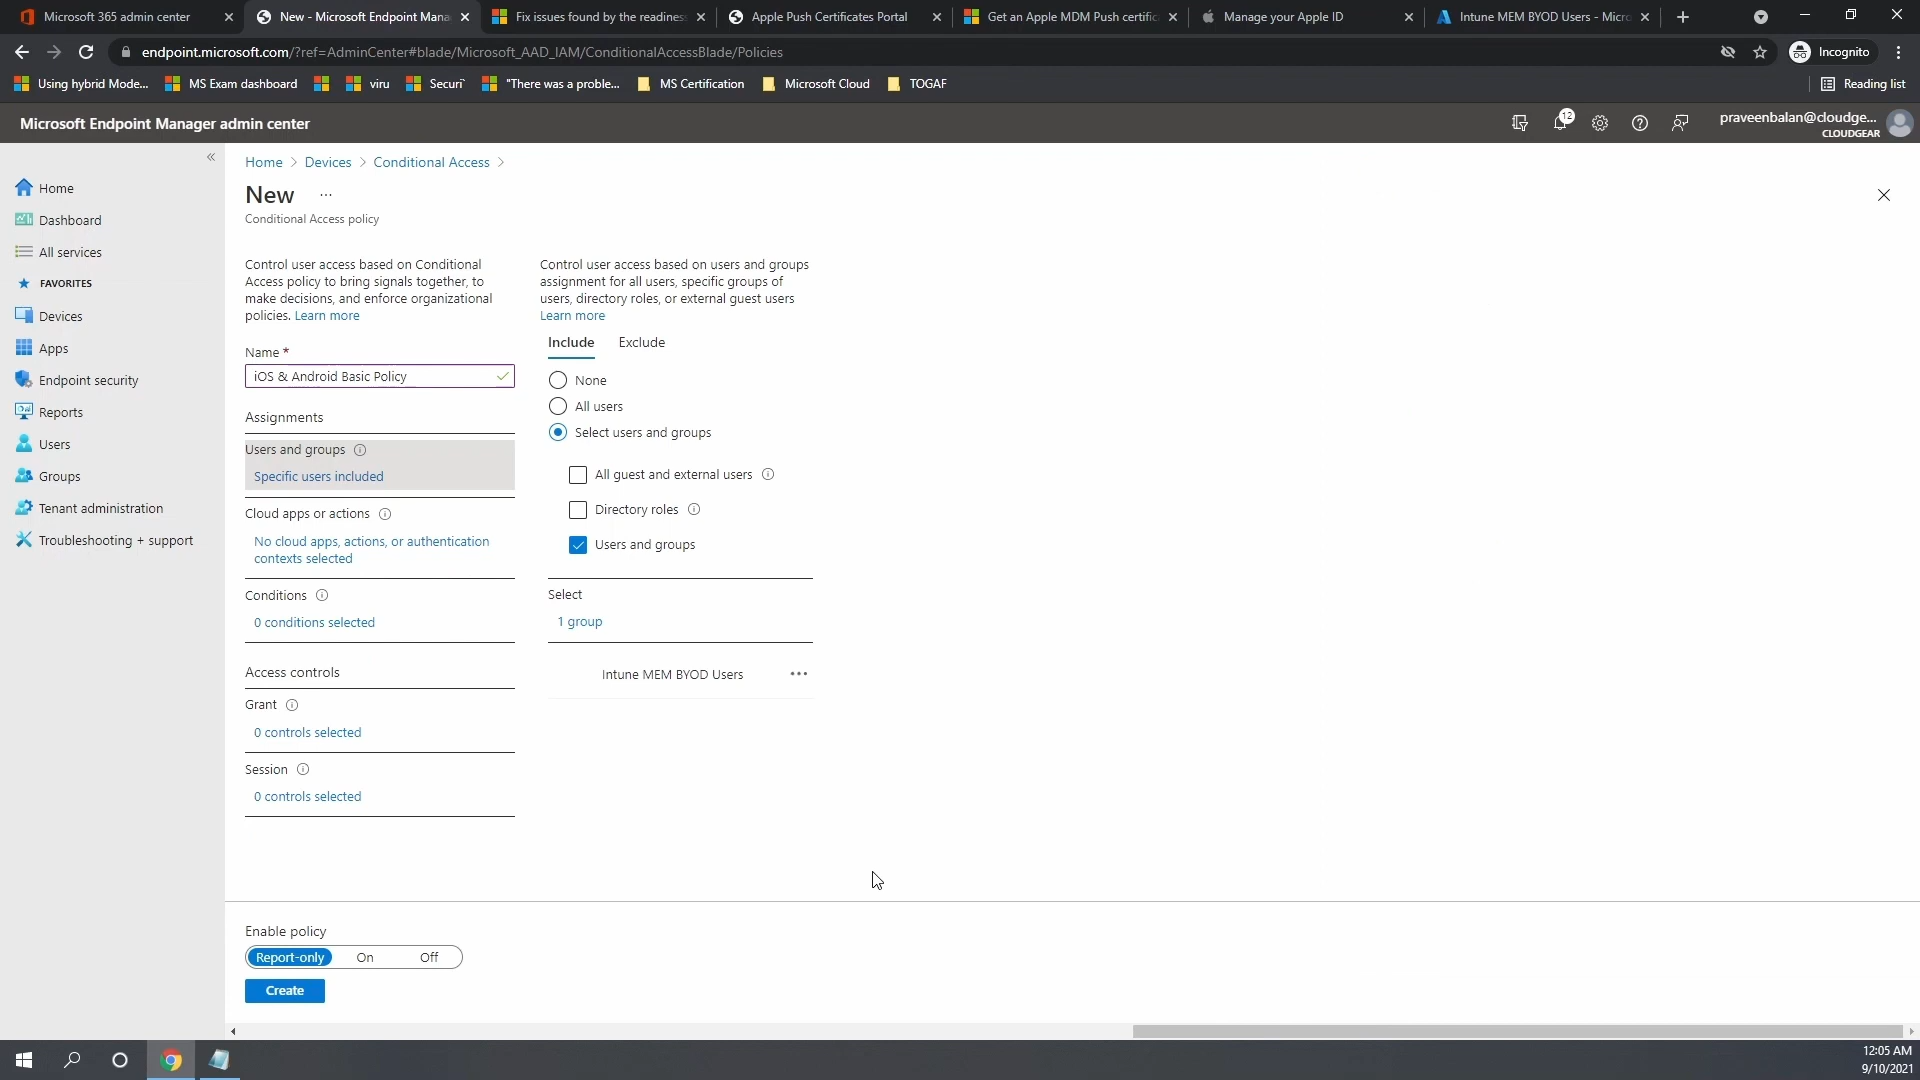 Microsoft 365 admin center
New - Microsoft Endpoint Mana
Fix issues found by the readiness
Apple Push Certificates Portal
Get an Apple MDM Push certific
Manage your Apple ID
Intune MEM BYOD Users - Micro
endpoint.microsoft.com/?ref=AdminCenter#blade/Microsoft_AAD_IAM/ConditionalAccessBlade/Policies
Incognito
Using hybrid Mode...
MS Exam dashboard
viru
Securi
"There was a proble...
MS Certification
Microsoft Cloud
TOGAF
Reading list
Microsoft Endpoint Manager admin center
12
praveenbalan@cloudge...
CLOUDGEAR
Home
Dashboard
All services
FAVORITES
Devices
Apps
Endpoint security
Reports
Users
Groups
Tenant administration
Troubleshooting + support
Home > Devices > Conditional Access >
New ...
Conditional Access policy
Control user access based on Conditional
Access policy to bring signals together, to
make decisions, and enforce organizational
policies. Learn more
Name *
iOS & Android Basic Policy
Assignments
Users and groups
Specific users included
Cloud apps or actions
No cloud apps, actions, or authentication
contexts selected
Conditions
0 conditions selected
Access controls
Grant
0 controls selected
Session
0 controls selected
Control user access based on users and groups
assignment for all users, specific groups of
users, directory roles, or external guest users
Learn more
Include Exclude
None
All users
Select users and groups
All guest and external users
Directory roles
Users and groups
Select
1 group
Intune MEM BYOD Users
Enable policy
Report-only On Off
Create
12:05 AM
9/10/2021